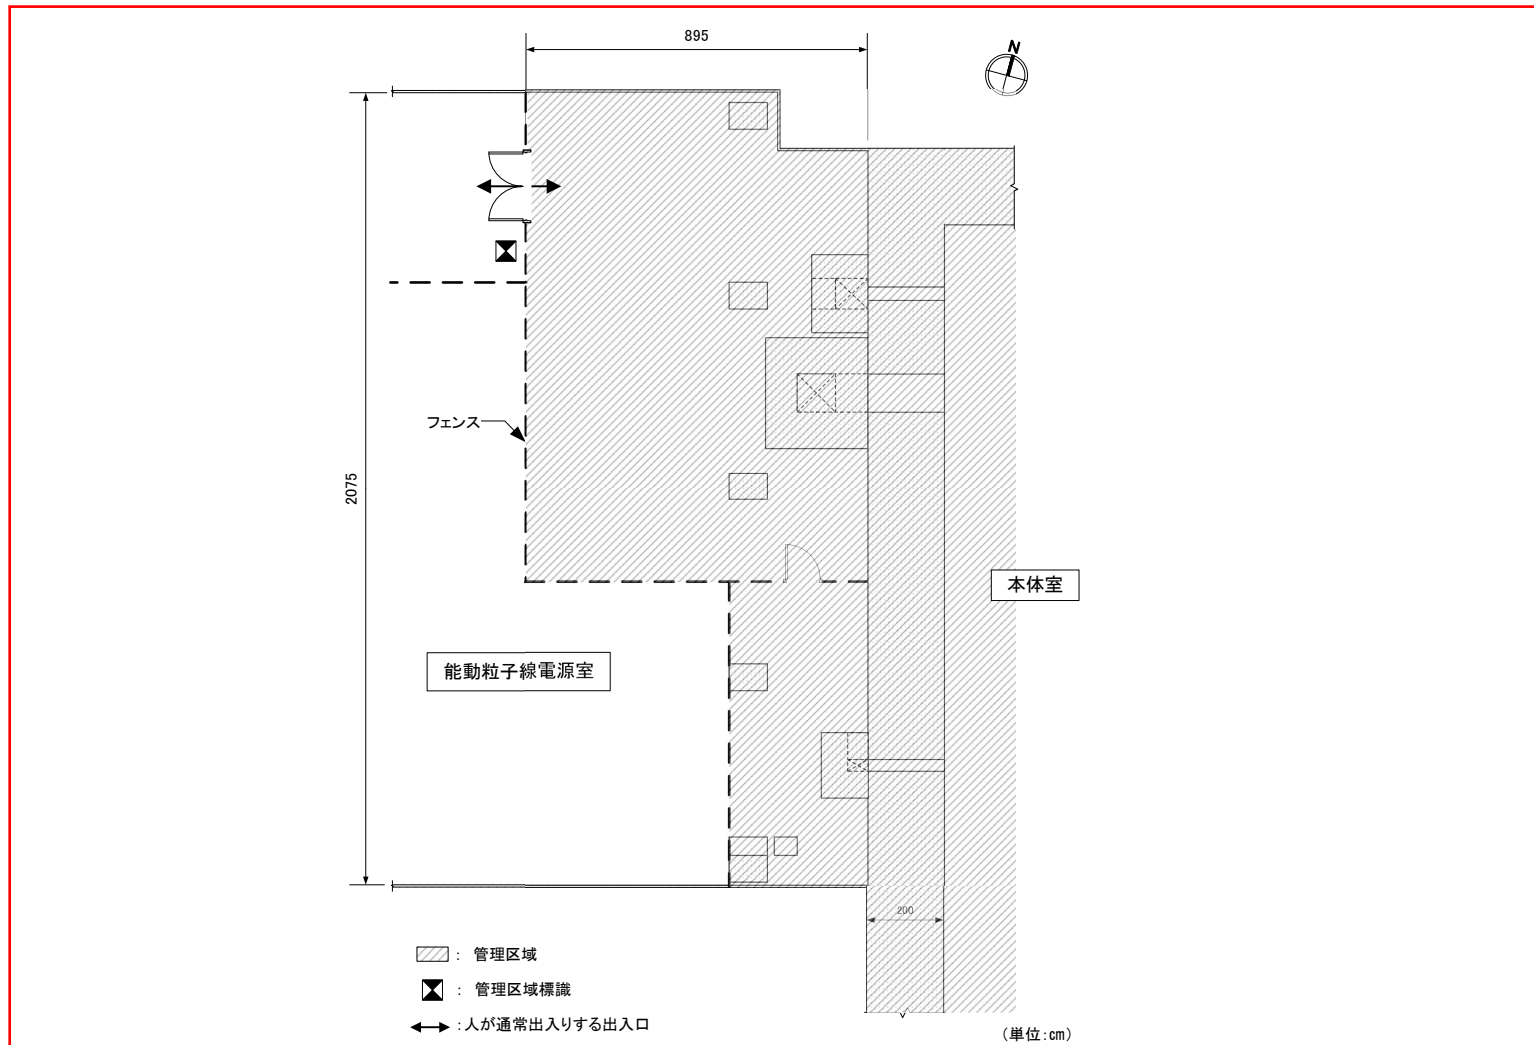 895
N
フェンス
2075
本体室
能動粒子線電源室
200
： 管理区域
： 管理区域標識
：人が通常出入りする出入口
（単位：cm）